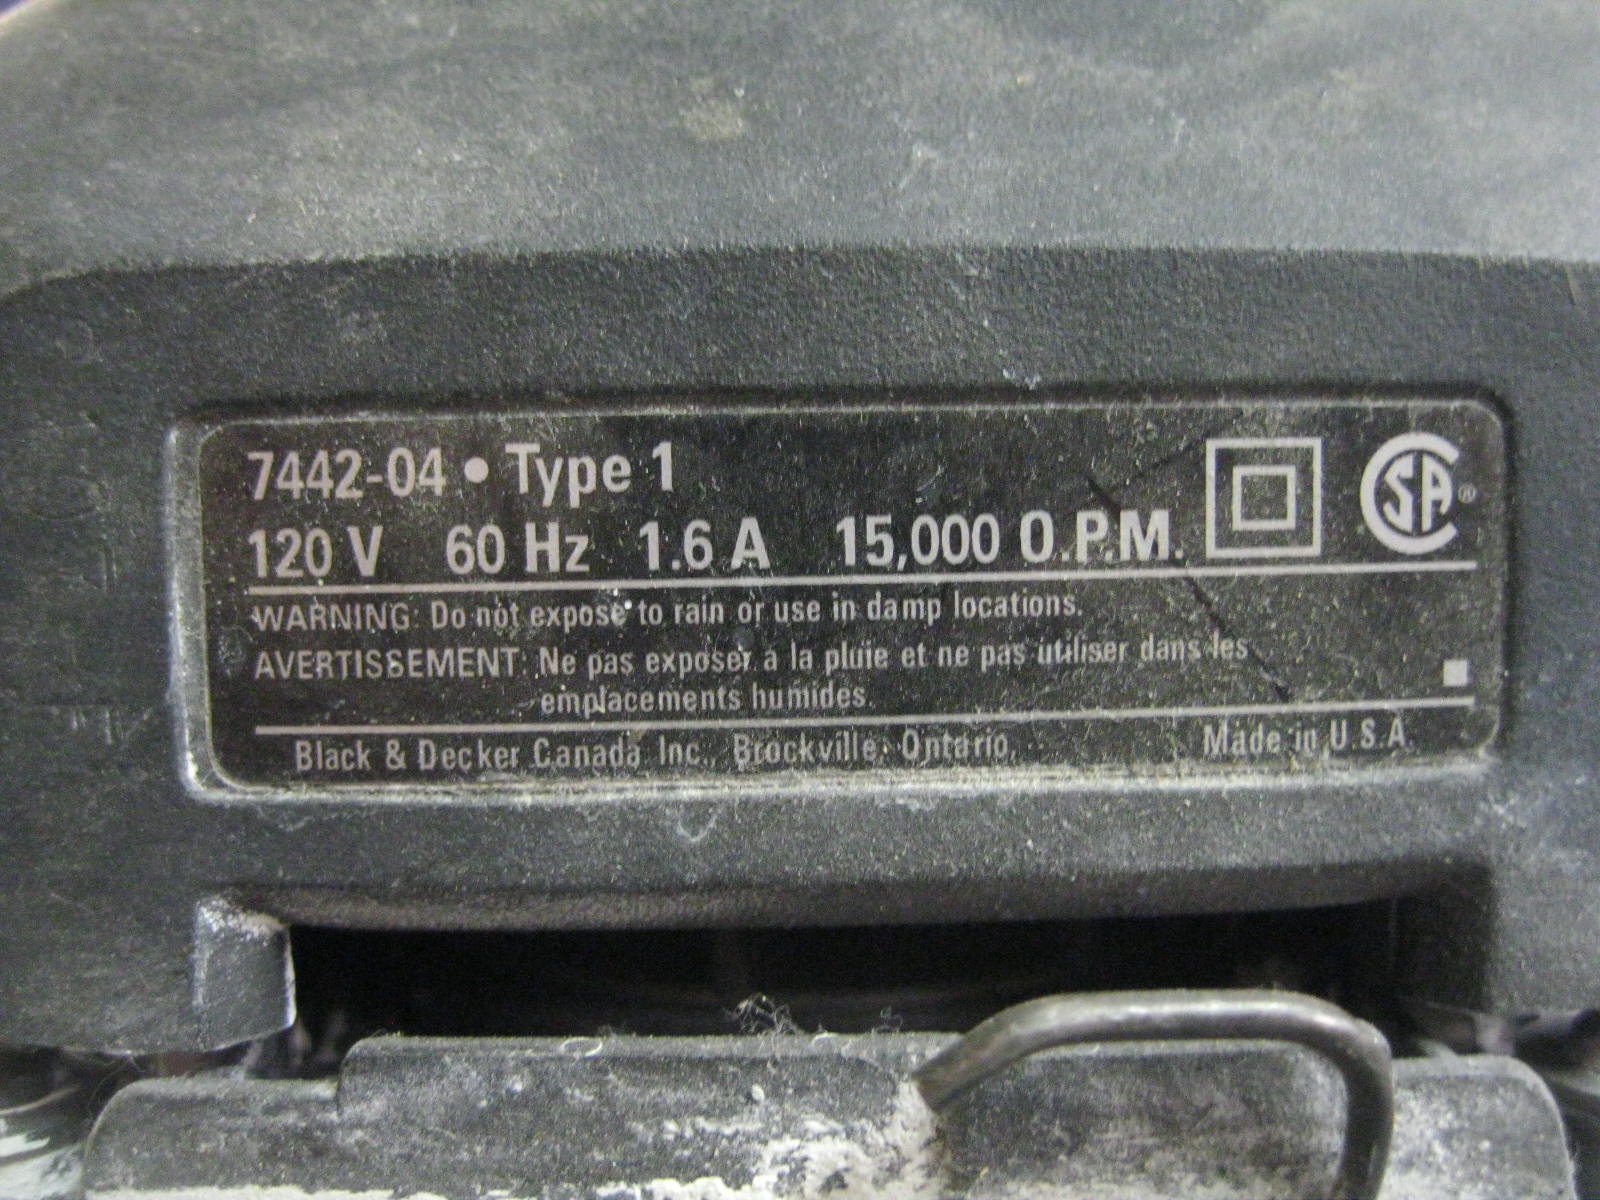 7442-04 • Type 1
120 V 60 Hz 1.6 A 15,000 O.P.M.
SA®
WARNING: Do not expose to rain or use in damp locations.
AVERTISSEMENT: Ne pas exposer à la pluie et ne pas utiliser dans les
emplacements humides.
Black & Decker Canada Inc., Brockville, Ontario, Made in U.S.A.